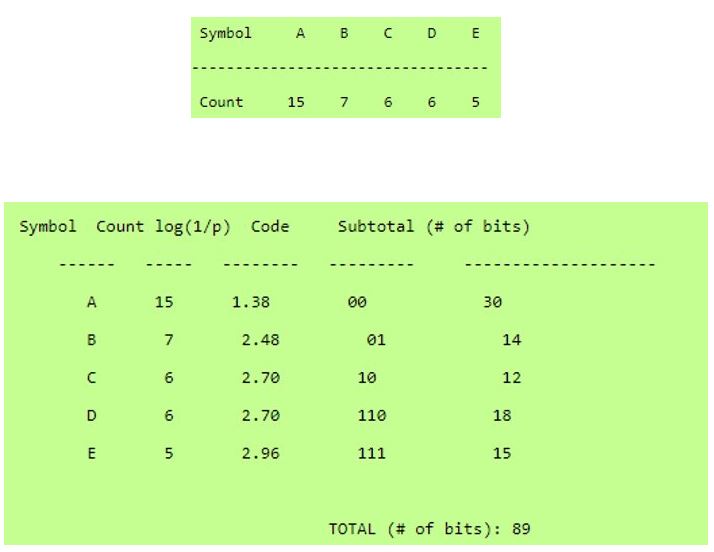 Symbol A B C D E
---------------------------------
Count 15 7 6 6 5
Symbol Count log(1/p) Code Subtotal (# of bits)
------ ----- -------- --------- --------------------
A 15 1.38 00 30
B 7 2.48 01 14
C 6 2.70 10 12
D 6 2.70 110 18
E 5 2.96 111 15
TOTAL (# of bits): 89